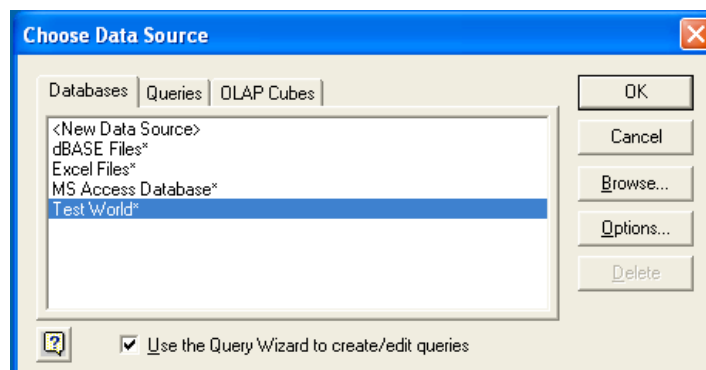 Choose Data Source
Databases Queries OLAP Cubes
<New Data Source>
dBASE Files*
Excel Files*
MS Access Database*
Test World*
OK
Cancel
Browse...
Options...
Delete
Use the Query Wizard to create/edit queries